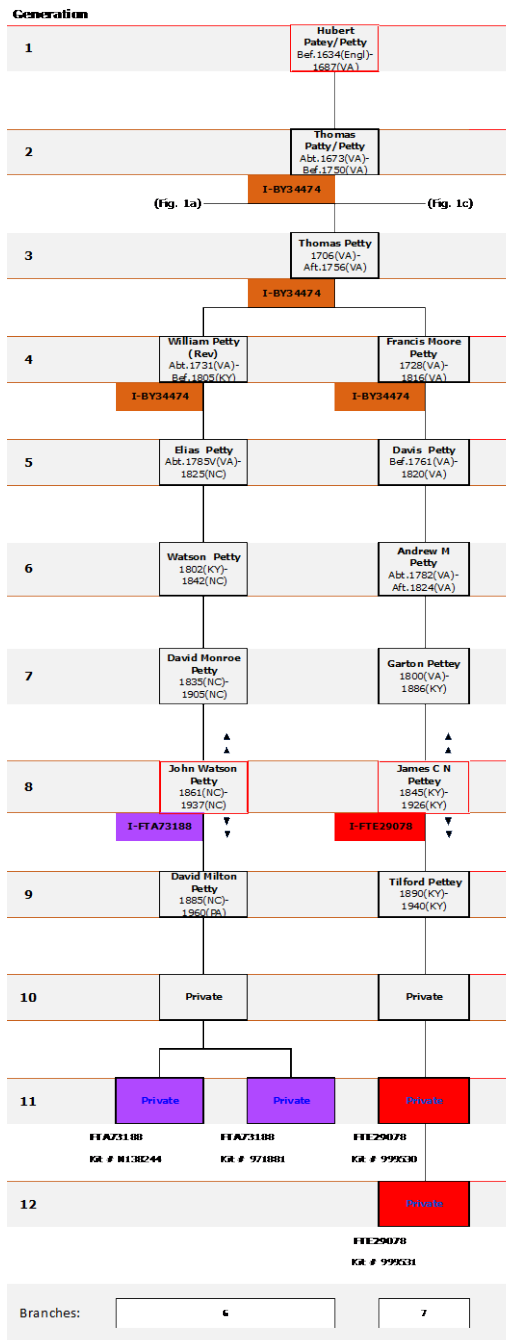 Generation
1
Hubert
Patey/Petty
Bef.1634(Engl)-
1687(VA)
2
Thomas
Patty/Petty
Abt.1673(VA)-
Bef.1750(VA)
I-BY34474
(Fig. 1a)
(Fig. 1c)
3
Thomas Petty
1706(VA)-
Aft.1756(VA)
I-BY34474
4
William Petty
(Rev)
Abt.1731(VA)-
Bef.1805(KY)
Francis Moore
Petty
1728(VA)-
1816(VA)
I-BY34474
I-BY34474
5
Elias Petty
Abt.1785V(VA)-
1825(NC)
Davis Petty
Bef.1761(VA)-
1820(VA)
6
Watson Petty
1802(KY)-
1842(NC)
Andrew M
Petty
Abt.1782(VA)-
Aft.1824(VA)
7
David Monroe
Petty
1835(NC)-
1905(NC)
Garton Pettey
1800(VA)-
1886(KY)
8
John Watson
Petty
1861(NC)-
1937(NC)
James C N
Pettey
1845(KY)-
1926(KY)
I-FTA73188
I-FTE29078
9
David Milton
Petty
1885(NC)-
1960(PA)
Tilford Pettey
1890(KY)-
1940(KY)
10
Private
Private
11
Private
Private
Private
FTA73188
Kit # N138244
FTA73188
Kit # 971881
FTE29078
Kit # 999530
12
Private
FTE29078
Kit # 999531
Branches:
6
7